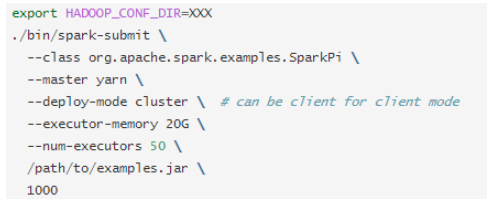 export HADOOP_CONF_DIR=XXX
./bin/spark-submit \
  --class org.apache.spark.examples.SparkPi \
  --master yarn \
  --deploy-mode cluster \  # can be client for client mode
  --executor-memory 20G \
  --num-executors 50 \
  /path/to/examples.jar \
  1000